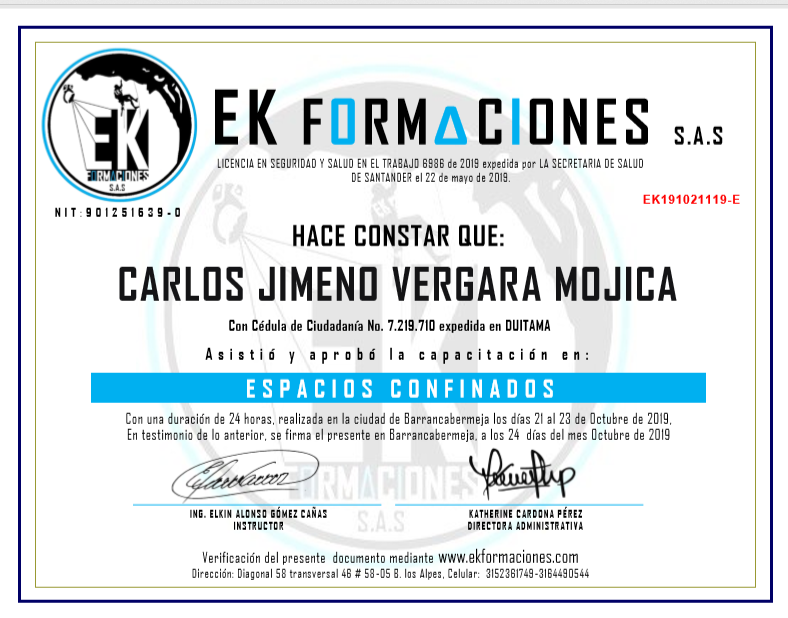 EK
FORMACIONES
S.A.S
NIT:901251639-0
EK FORMACIONES S.A.S
LICENCIA EN SEGURIDAD Y SALUD EN EL TRABAJO 6986 de 2019 expedida por LA SECRETARIA DE SALUD
DE SANTANDER el 22 de mayo de 2019.
EK191021119-E
HACE CONSTAR QUE:
CARLOS JIMENO VERGARA MOJICA
Con Cédula de Ciudadanía No. 7.219.710 expedida en DUITAMA
Asistió y aprobó la capacitación en:
ESPACIOS CONFINADOS
Con una duración de 24 horas, realizada en la ciudad de Barrancabermeja los días 21 al 23 de Octubre de 2019,
En testimonio de lo anterior, se firma el presente en Barrancabermeja, a los 24 días del mes Octubre de 2019
FORMACIONES
S.A.S
ING. ELKIN ALONSO GÓMEZ CAÑAS
INSTRUCTOR
KATHERINE CARDONA PÉREZ
DIRECTORA ADMINISTRATIVA
Verificación del presente documento mediante www.ekformaciones.com
Dirección: Diagonal 58 transversal 46 # 58-05 B. los Alpes, Celular: 3152361749-3164490544